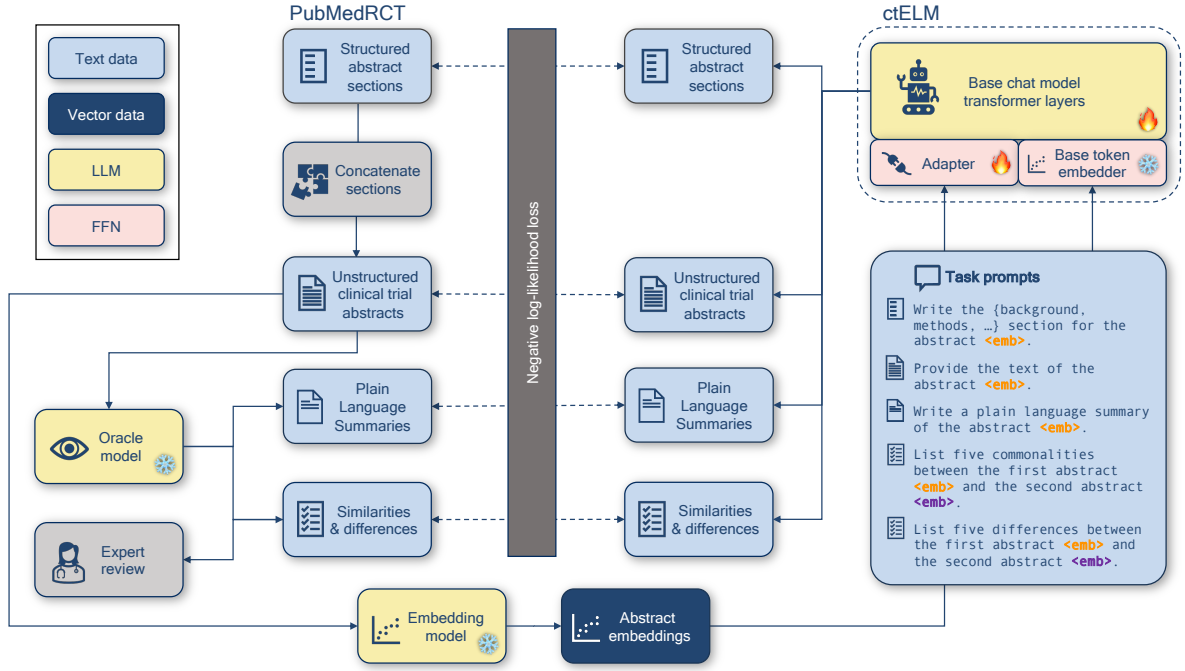 PubMedRCT
ctELM
Text data
Vector data
LLM
FFN
Structured
abstract
sections
Concatenate
sections
Unstructured
clinical trial
abstracts
Plain
Language
Summaries
Similarities
& differences
Oracle
model
Expert
review
Embedding
model
Abstract
embeddings
Negative log-likelihood loss
Structured
abstract
sections
Unstructured
clinical trial
abstracts
Plain
Language
Summaries
Similarities
& differences
Base chat model
transformer layers
Adapter
Base token
embedder
Task prompts
Write the {background,
methods, …} section for the
abstract <emb>.
Provide the text of the
abstract <emb>.
Write a plain language summary
of the abstract <emb>.
List five commonalities
between the first abstract
<emb> and the second abstract
<emb>.
List five differences between
the first abstract <emb> and
the second abstract <emb>.